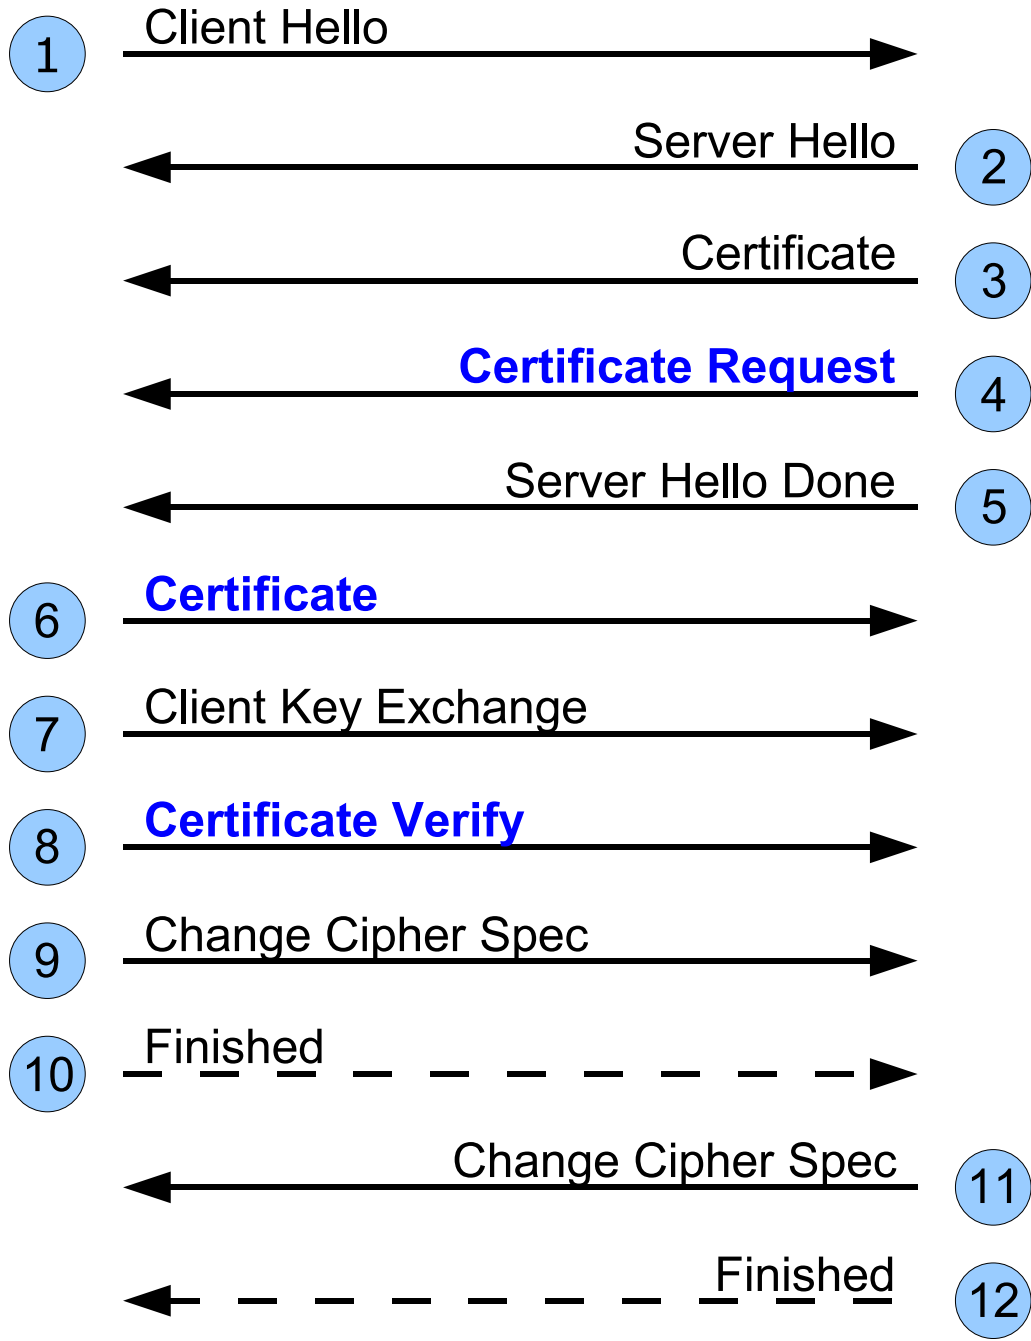 1 Client Hello
Server Hello 2
Certificate 3
Certificate Request 4
Server Hello Done 5
6 Certificate
7 Client Key Exchange
8 Certificate Verify
9 Change Cipher Spec
10 Finished
Change Cipher Spec 11
Finished 12